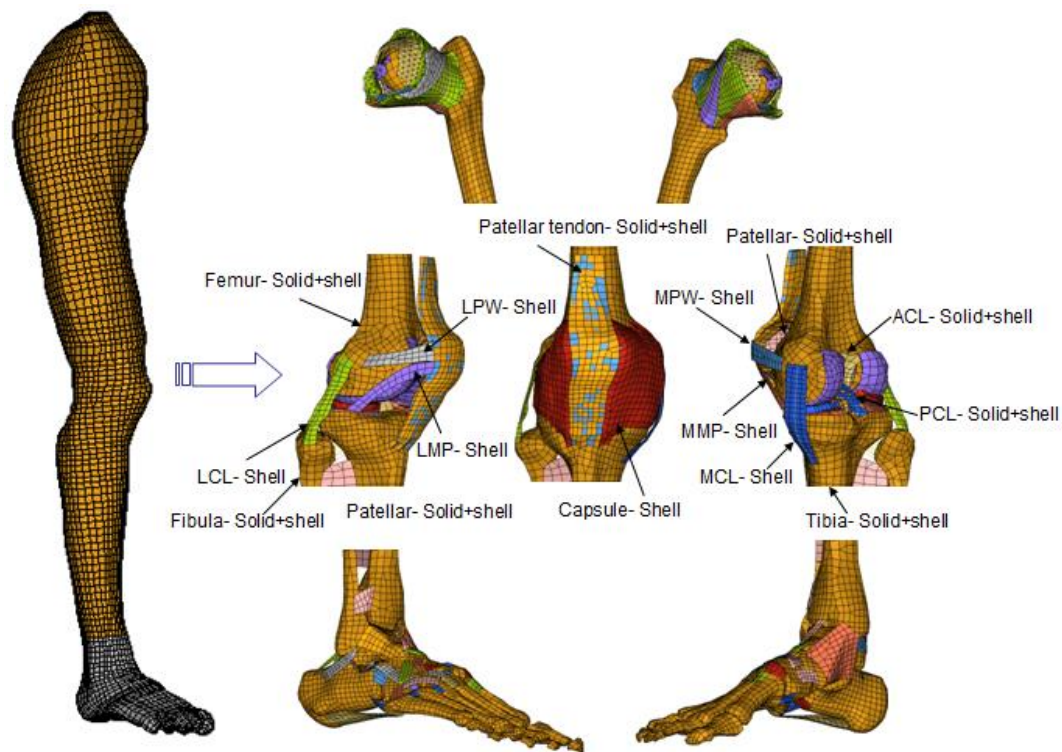 Patellar tendon- Solid+shell
Patellar- Solid+shell
Femur- Solid+shell
LPW- Shell
MPW- Shell
ACL- Solid+shell
PCL- Solid+shell
MMP- Shell
LMP- Shell
LCL- Shell
MCL- Shell
Fibula- Solid+shell
Patellar- Solid+shell
Capsule- Shell
Tibia- Solid+shell